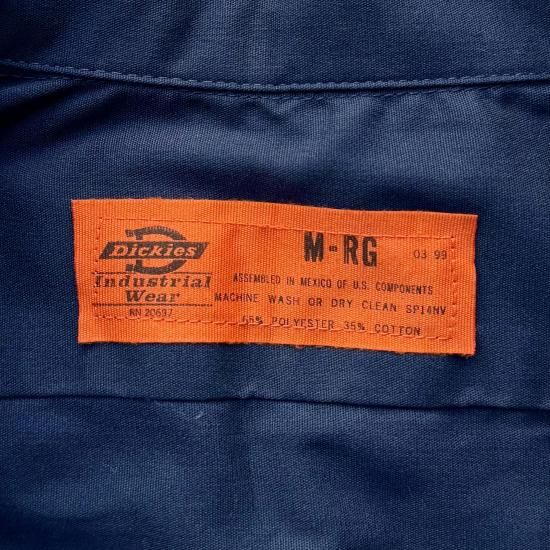 Dickies
Industrial
Wear
RN 20697
M-RG 03 99
ASSEMBLED IN MEXICO OF U.S. COMPONENTS
MACHINE WASH OR DRY CLEAN SP14NV
65% POLYESTER 35% COTTON